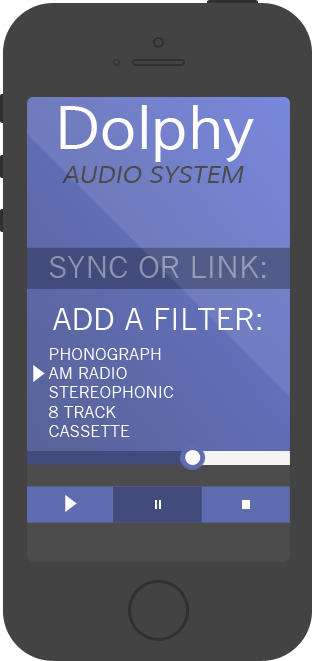 Dolphy
AUDIO SYSTEM
SYNC OR LINK:
ADD A FILTER:
PHONOGRAPH
AM RADIO
STEREOPHONIC
8 TRACK
CASSETTE